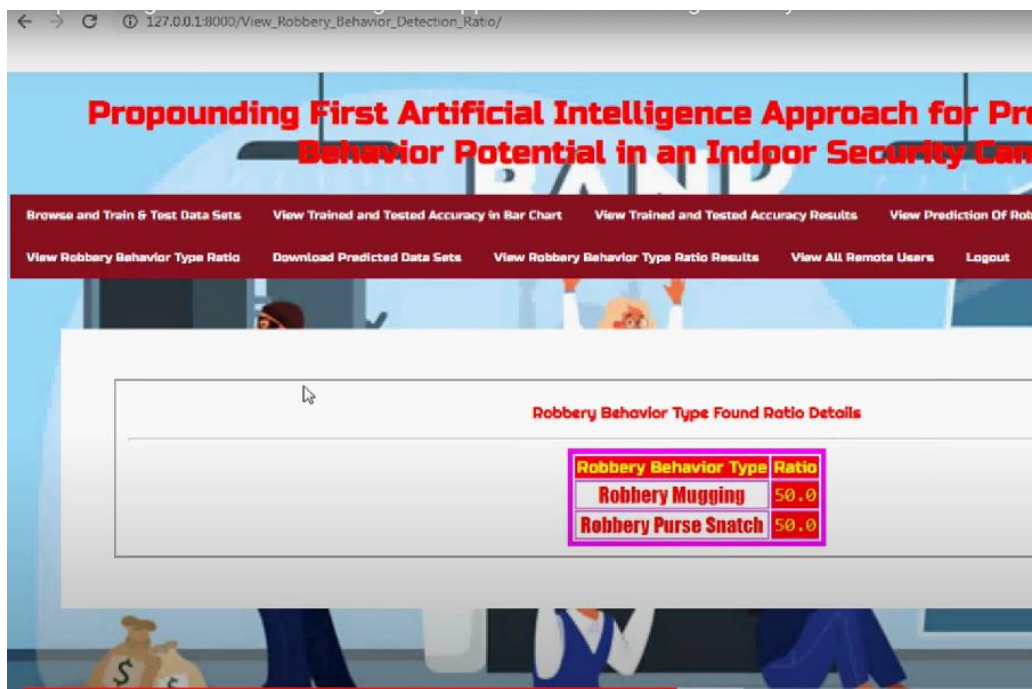 127.0.0.1:8000/View_Robbery_Behavior_Detection_Ratio/
Propounding First Artificial Intelligence Approach for Pr
Behavior Potential in an Indoor Security Cam
BANK
Browse and Train & Test Data Sets View Trained and Tested Accuracy in Bar Chart View Trained and Tested Accuracy Results View Prediction Of Rob
View Robbery Behavior Type Ratio Download Predicted Data Sets View Robbery Behavior Type Ratio Results View All Remote Users Logout
Robbery Behavior Type Found Ratio Details
Robbery Behavior Type Ratio
Robbery Mugging 50.0
Robbery Purse Snatch 50.0
$ $